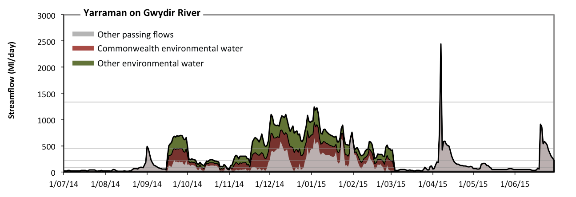 Yarraman on Gwydir River
Other passing flows
Commonwealth environmental water
Other environmental water
Streamflow (Ml/day)
3000
2500
2000
1500
1000
500
0
1/07/14 1/08/14 1/09/14 1/10/14 1/11/14 1/12/14 1/01/15 1/02/15 1/03/15 1/04/15 1/05/15 1/06/15